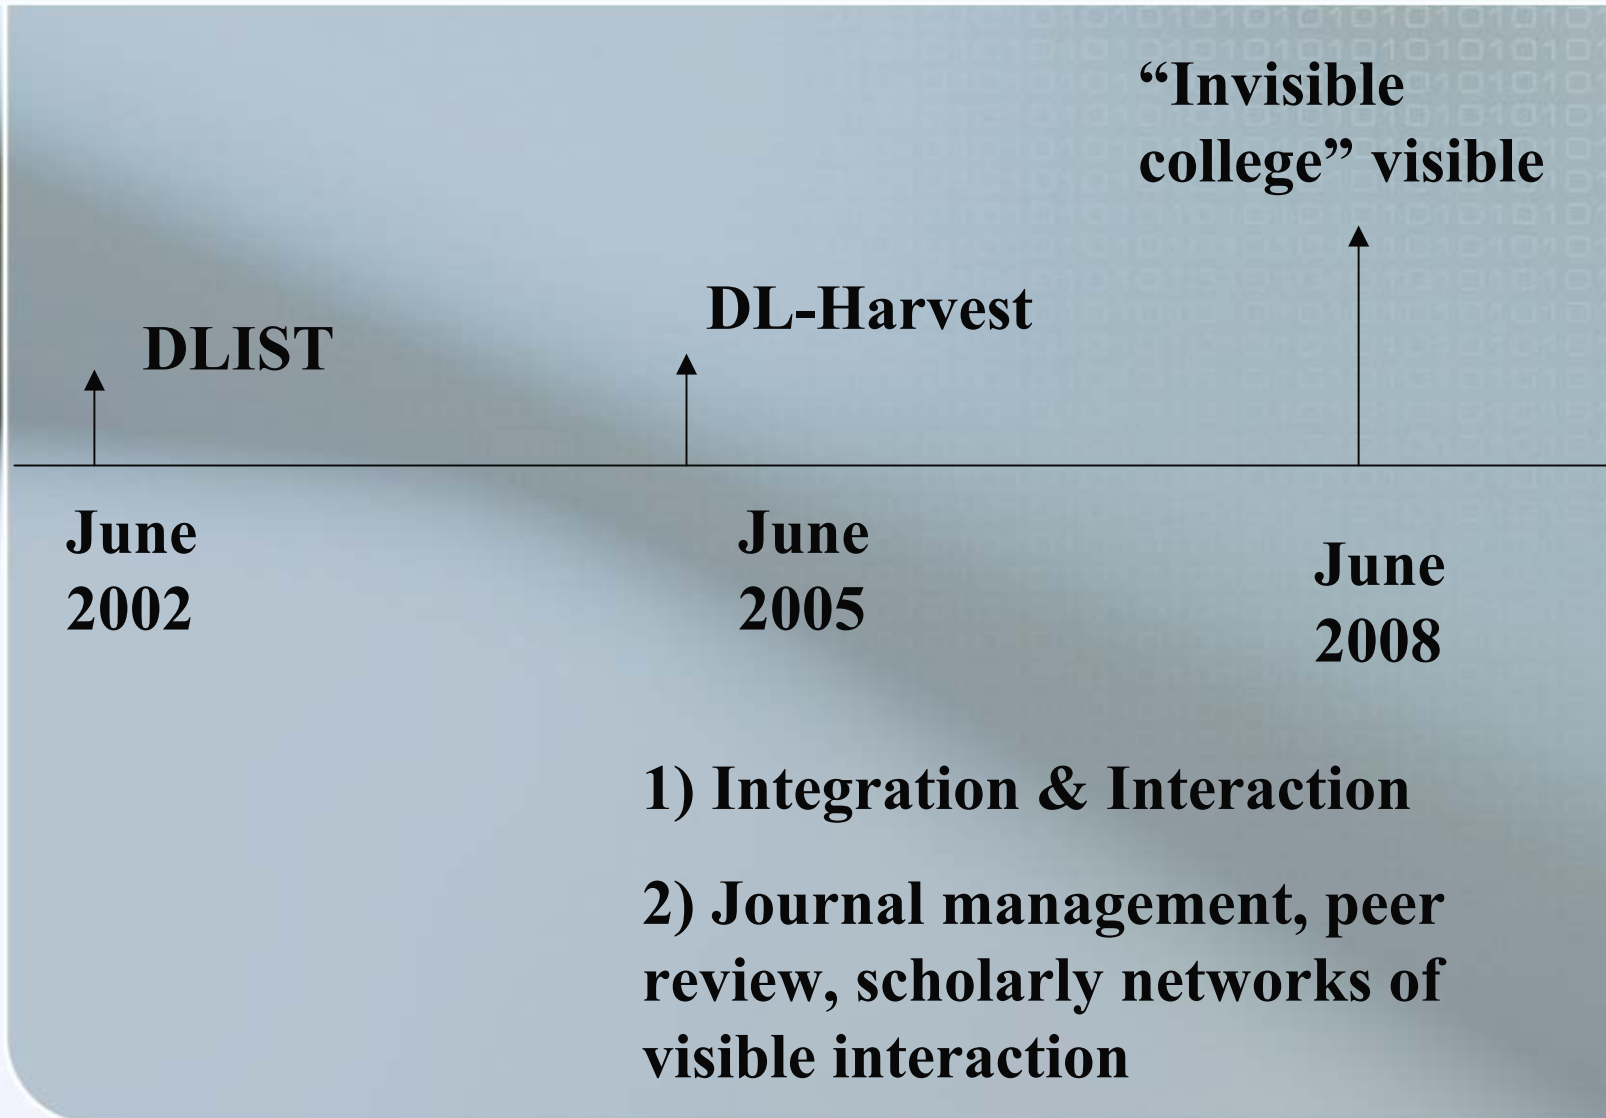 “Invisible
college” visible
DL-Harvest
DLIST
June
2002
June
2005
June
2008
1) Integration & Interaction
2) Journal management, peer
review, scholarly networks of
visible interaction